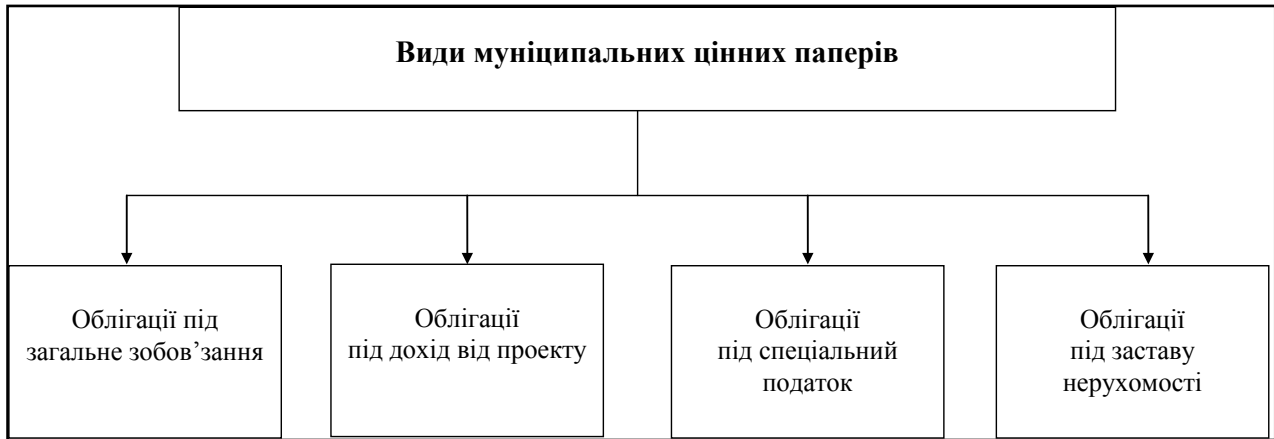 Види муніципальних цінних паперів
Облігації під
загальне зобов’зання
Облігації
під дохід від проекту
Облігації
під спеціальний
податок
Облігації
під заставу
нерухомості